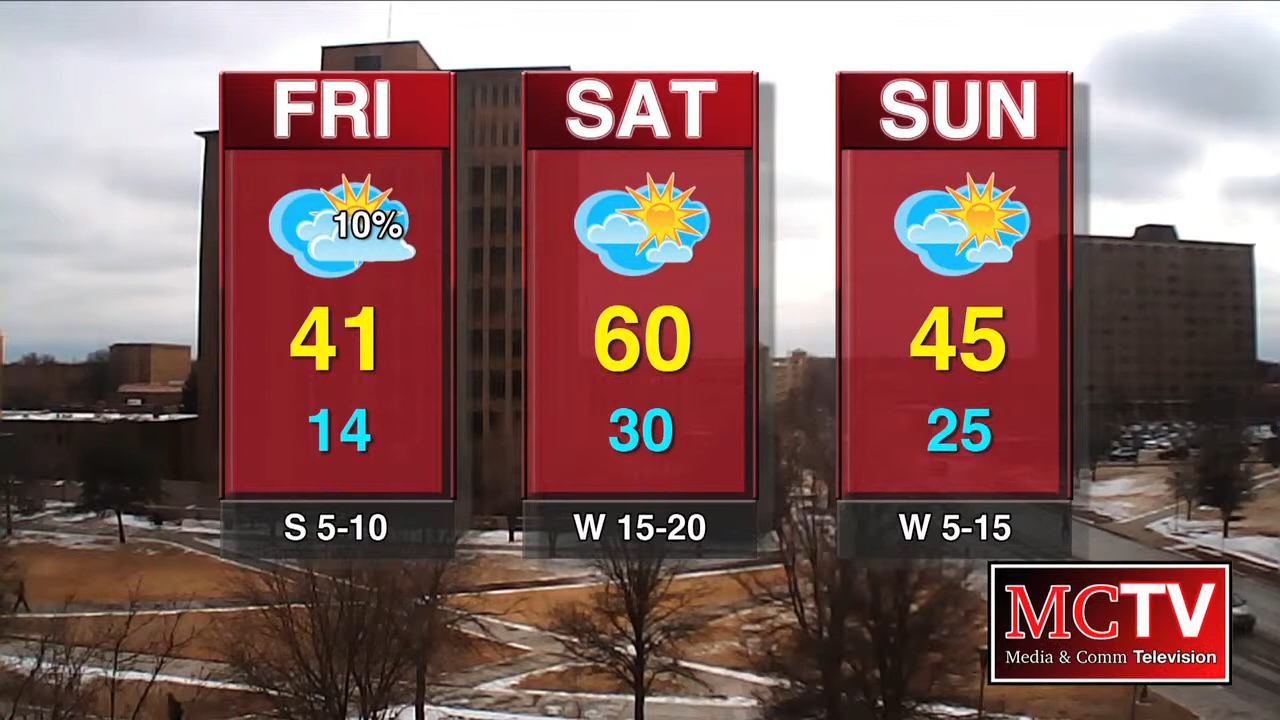 FRI
10%
41
14
S 5-10
SAT
60
30
W 15-20
SUN
45
25
W 5-15
MCTV
Media & Comm Television